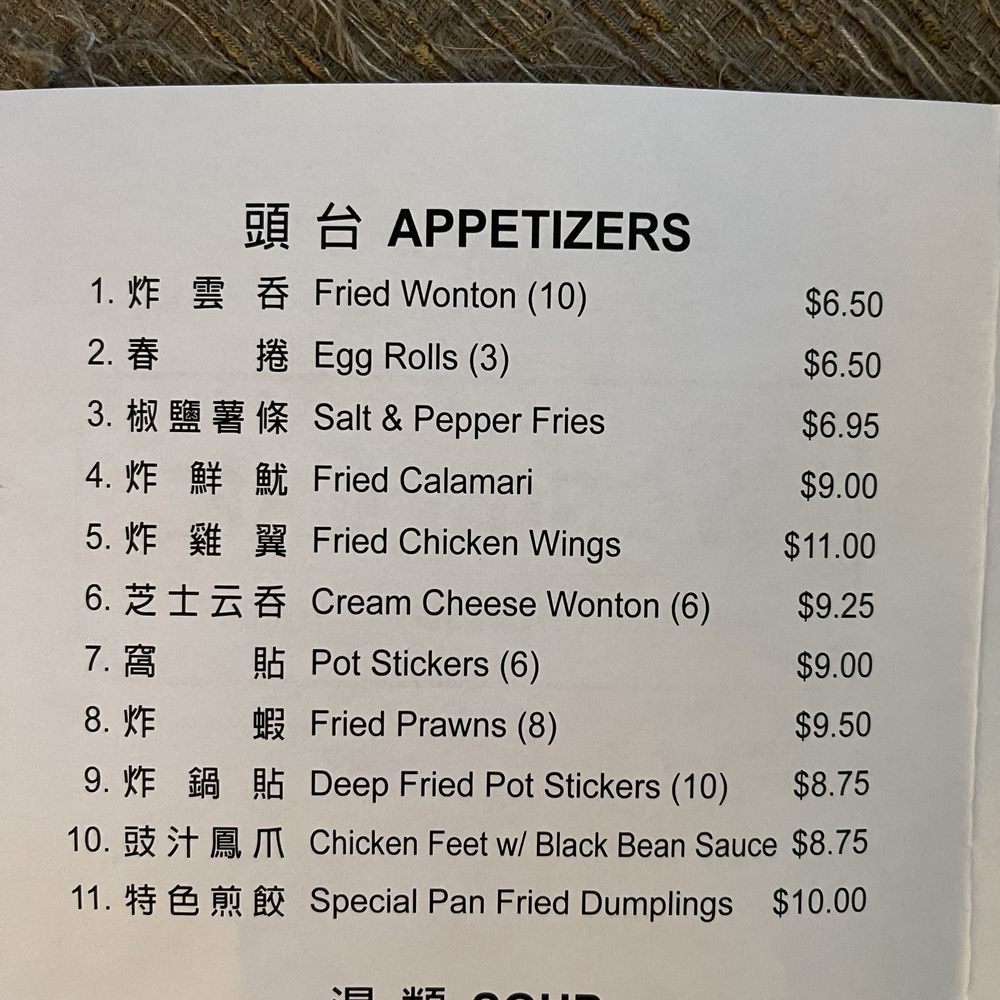 頭台 APPETIZERS
1. 炸雲吞 Fried Wonton (10) $6.50
2. 春捲 Egg Rolls (3) $6.50
3. 椒鹽薯條 Salt & Pepper Fries $6.95
4. 炸鮮魷 Fried Calamari $9.00
5. 炸雞翼 Fried Chicken Wings $11.00
6. 芝士云吞 Cream Cheese Wonton (6) $9.25
7. 窩貼 Pot Stickers (6) $9.00
8. 炸蝦 Fried Prawns (8) $9.50
9. 炸鍋貼 Deep Fried Pot Stickers (10) $8.75
10. 豉汁鳳爪 Chicken Feet w/ Black Bean Sauce $8.75
11. 特色煎餃 Special Pan Fried Dumplings $10.00
湯類 SOUP